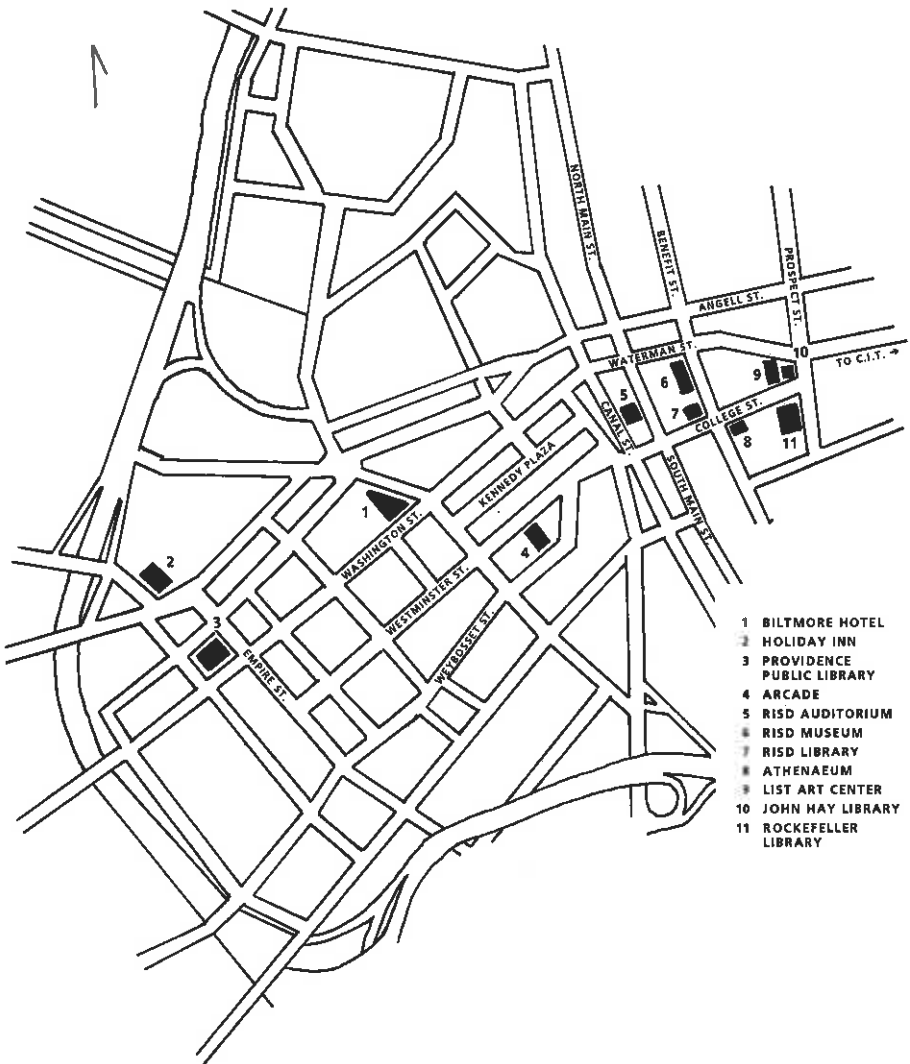 NORTH MAIN ST.
BENEFIT ST.
PROSPECT ST.
ANGELL ST.
WATERMAN ST.
10
TO C.I.T. →
9
6
5
7
COLLEGE ST.
8
11
CANAL ST.
SOUTH MAIN ST.
KENNEDY PLAZA
1
WASHINGTON ST.
4
WESTMINSTER ST.
2
WEYBOSSET ST.
3
EMPIRE ST.
1 BILTMORE HOTEL
2 HOLIDAY INN
3 PROVIDENCE
PUBLIC LIBRARY
4 ARCADE
5 RISD AUDITORIUM
6 RISD MUSEUM
7 RISD LIBRARY
8 ATHENAEUM
9 LIST ART CENTER
10 JOHN HAY LIBRARY
11 ROCKEFELLER
LIBRARY